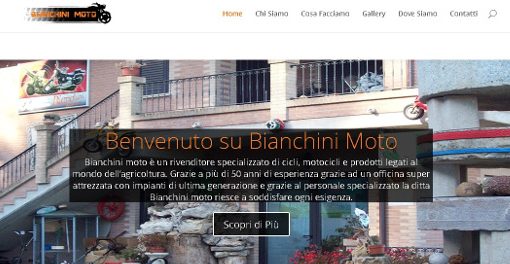 BIANCHINI MOTO
Home Chi Siamo Cosa Facciamo Gallery Dove Siamo Contatti
Benvenuto su Bianchini Moto
Bianchini moto è un rivenditore specializzato di cicli, motocicli e prodotti legati al
mondo dell'agricoltura. Grazie a più di 50 anni di esperienza grazie ad un officina super
attrezzata con impianti di ultima generazione e grazie al personale specializzato la ditta
Bianchini moto riesce a soddisfare ogni esigenza.
Scopri di Più